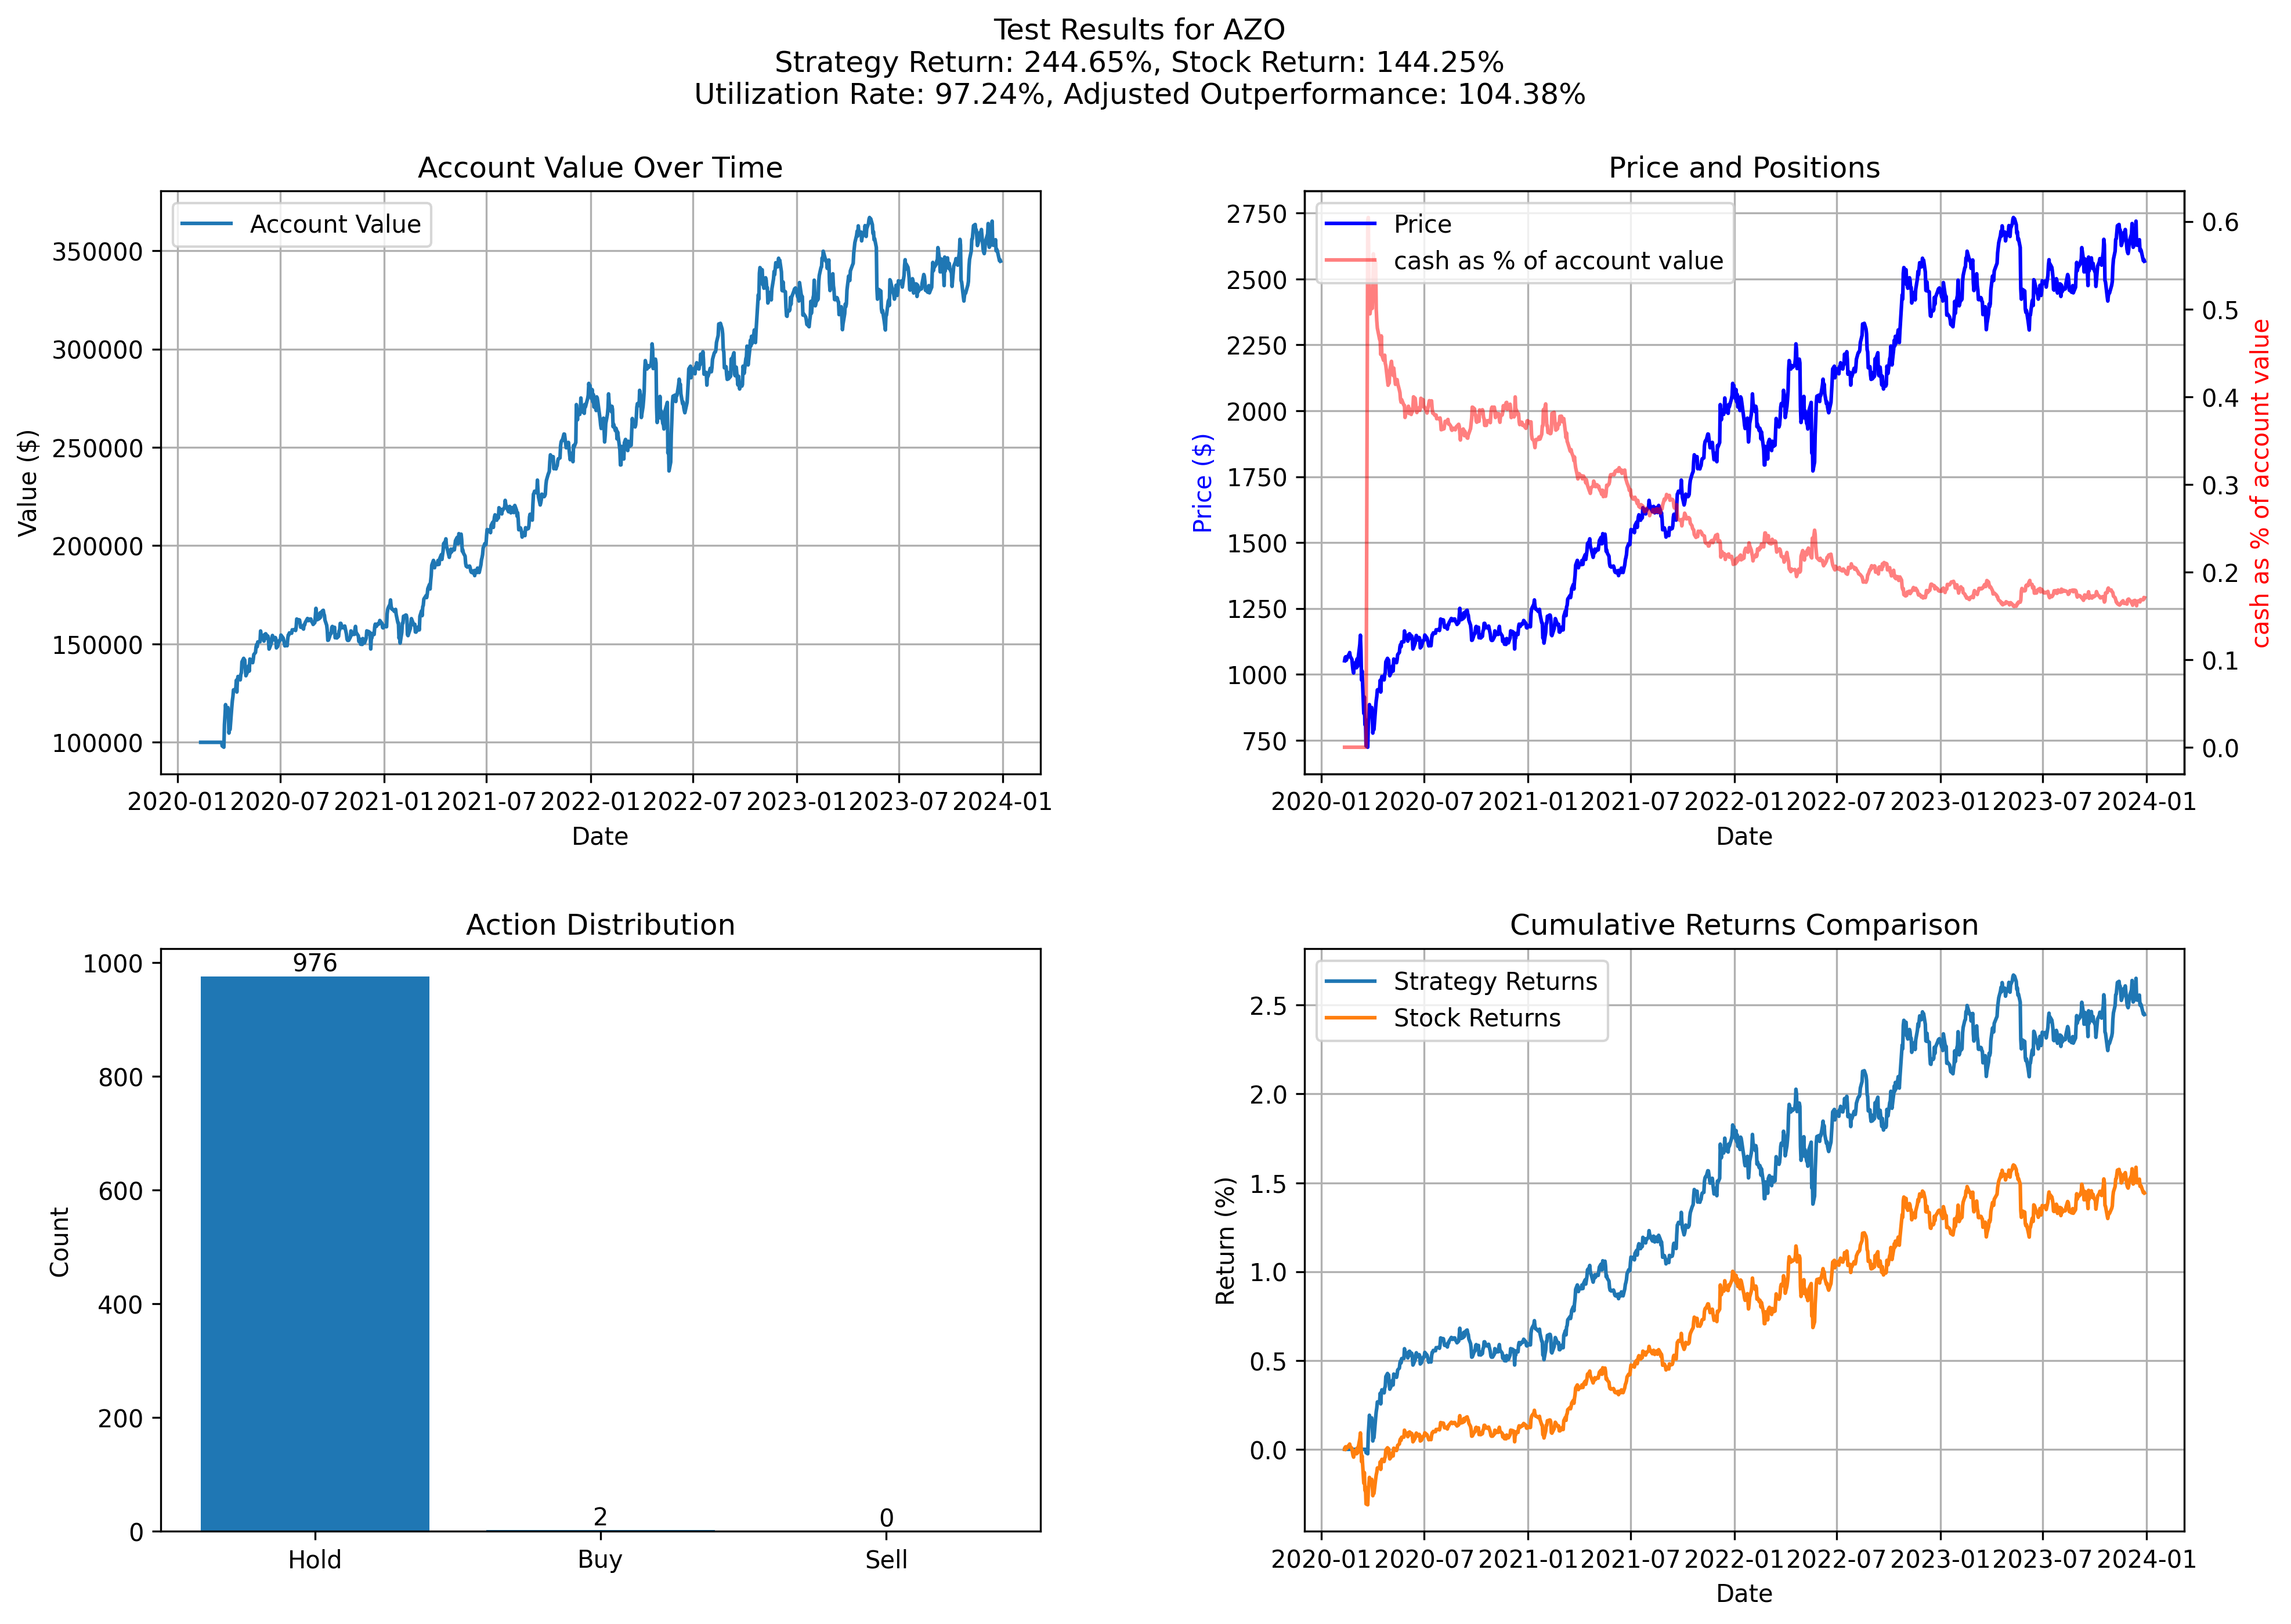 Test Results for AZO
Strategy Return: 244.65%, Stock Return: 144.25%
Utilization Rate: 97.24%, Adjusted Outperformance: 104.38%
Account Value Over Time
Account Value
350000
300000
250000
200000
150000
100000
Value ($)
2020-01 2020-07 2021-01 2021-07 2022-01 2022-07 2023-01 2023-07 2024-01
Date
Price and Positions
Price
cash as % of account value
2750
2500
2250
2000
1750
1500
1250
1000
750
Price ($)
0.6
0.5
0.4
0.3
0.2
0.1
0.0
cash as % of account value
2020-01 2020-07 2021-01 2021-07 2022-01 2022-07 2023-01 2023-07 2024-01
Date
Action Distribution
1000
800
600
400
200
0
Count
976
2
0
Hold Buy Sell
Cumulative Returns Comparison
Strategy Returns
Stock Returns
2.5
2.0
1.5
1.0
0.5
0.0
Return (%)
2020-01 2020-07 2021-01 2021-07 2022-01 2022-07 2023-01 2023-07 2024-01
Date